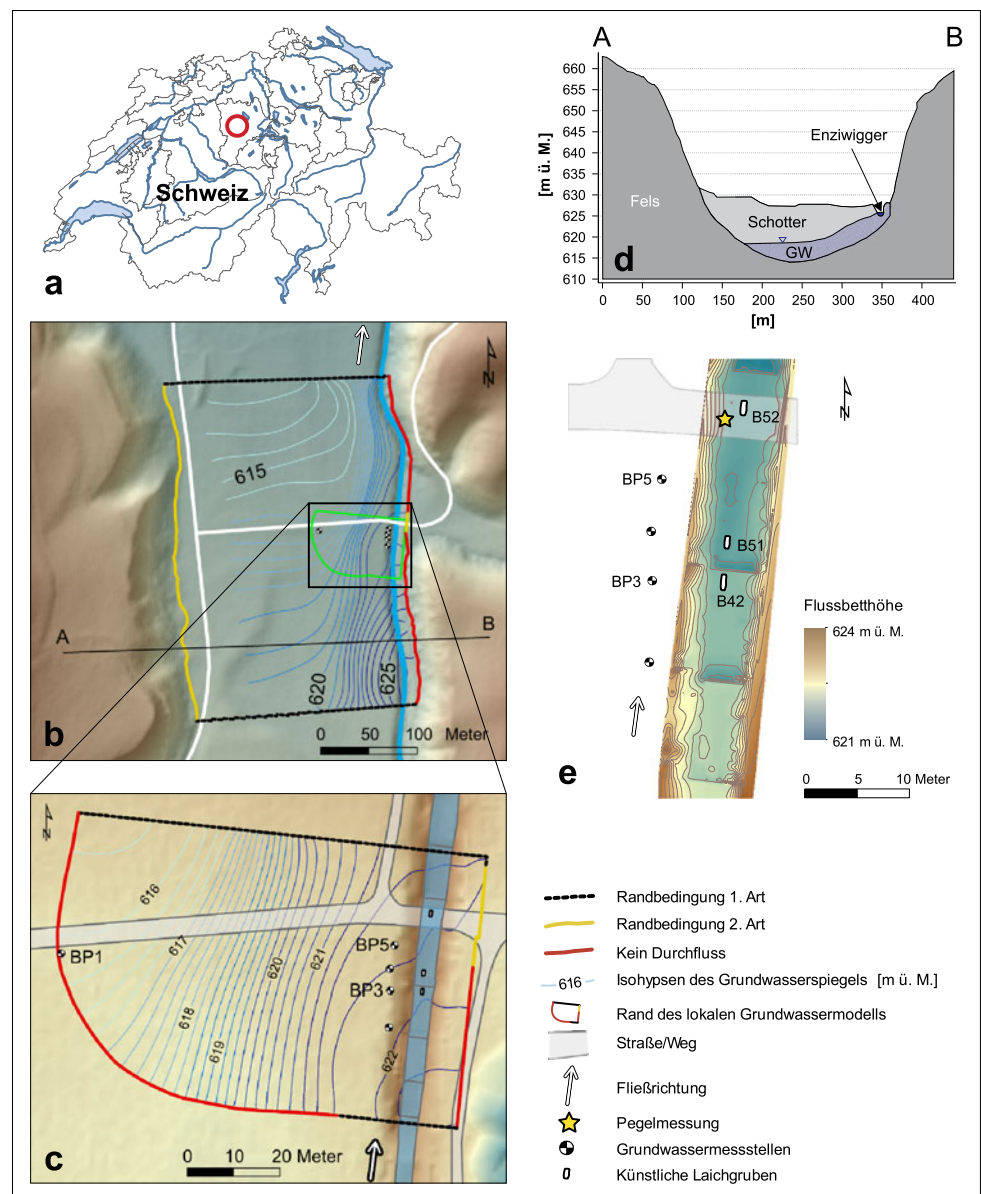 Schweiz
a
A
B
660
655
650
645
640
635
630
625
620
615
610
[m ü. M.]
Enziwigger
Fels
Schotter
GW
d
0 50 100 150 200 250 300 350 400
[m]
N
615
A
B
620
625
b
0 50 100 Meter
N
B52
BP5
B51
BP3
B42
Flussbetthöhe
624 m ü. M.
621 m ü. M.
e
0 5 10 Meter
N
616
617
BP1
BP5
621
620
BP3
618
619
622
c
0 10 20 Meter
Randbedingung 1. Art
Randbedingung 2. Art
Kein Durchfluss
616 Isohypsen des Grundwasserspiegels [m ü. M.]
Rand des lokalen Grundwassermodells
Straße/Weg
Fließrichtung
Pegelmessung
Grundwassermessstellen
Künstliche Laichgruben